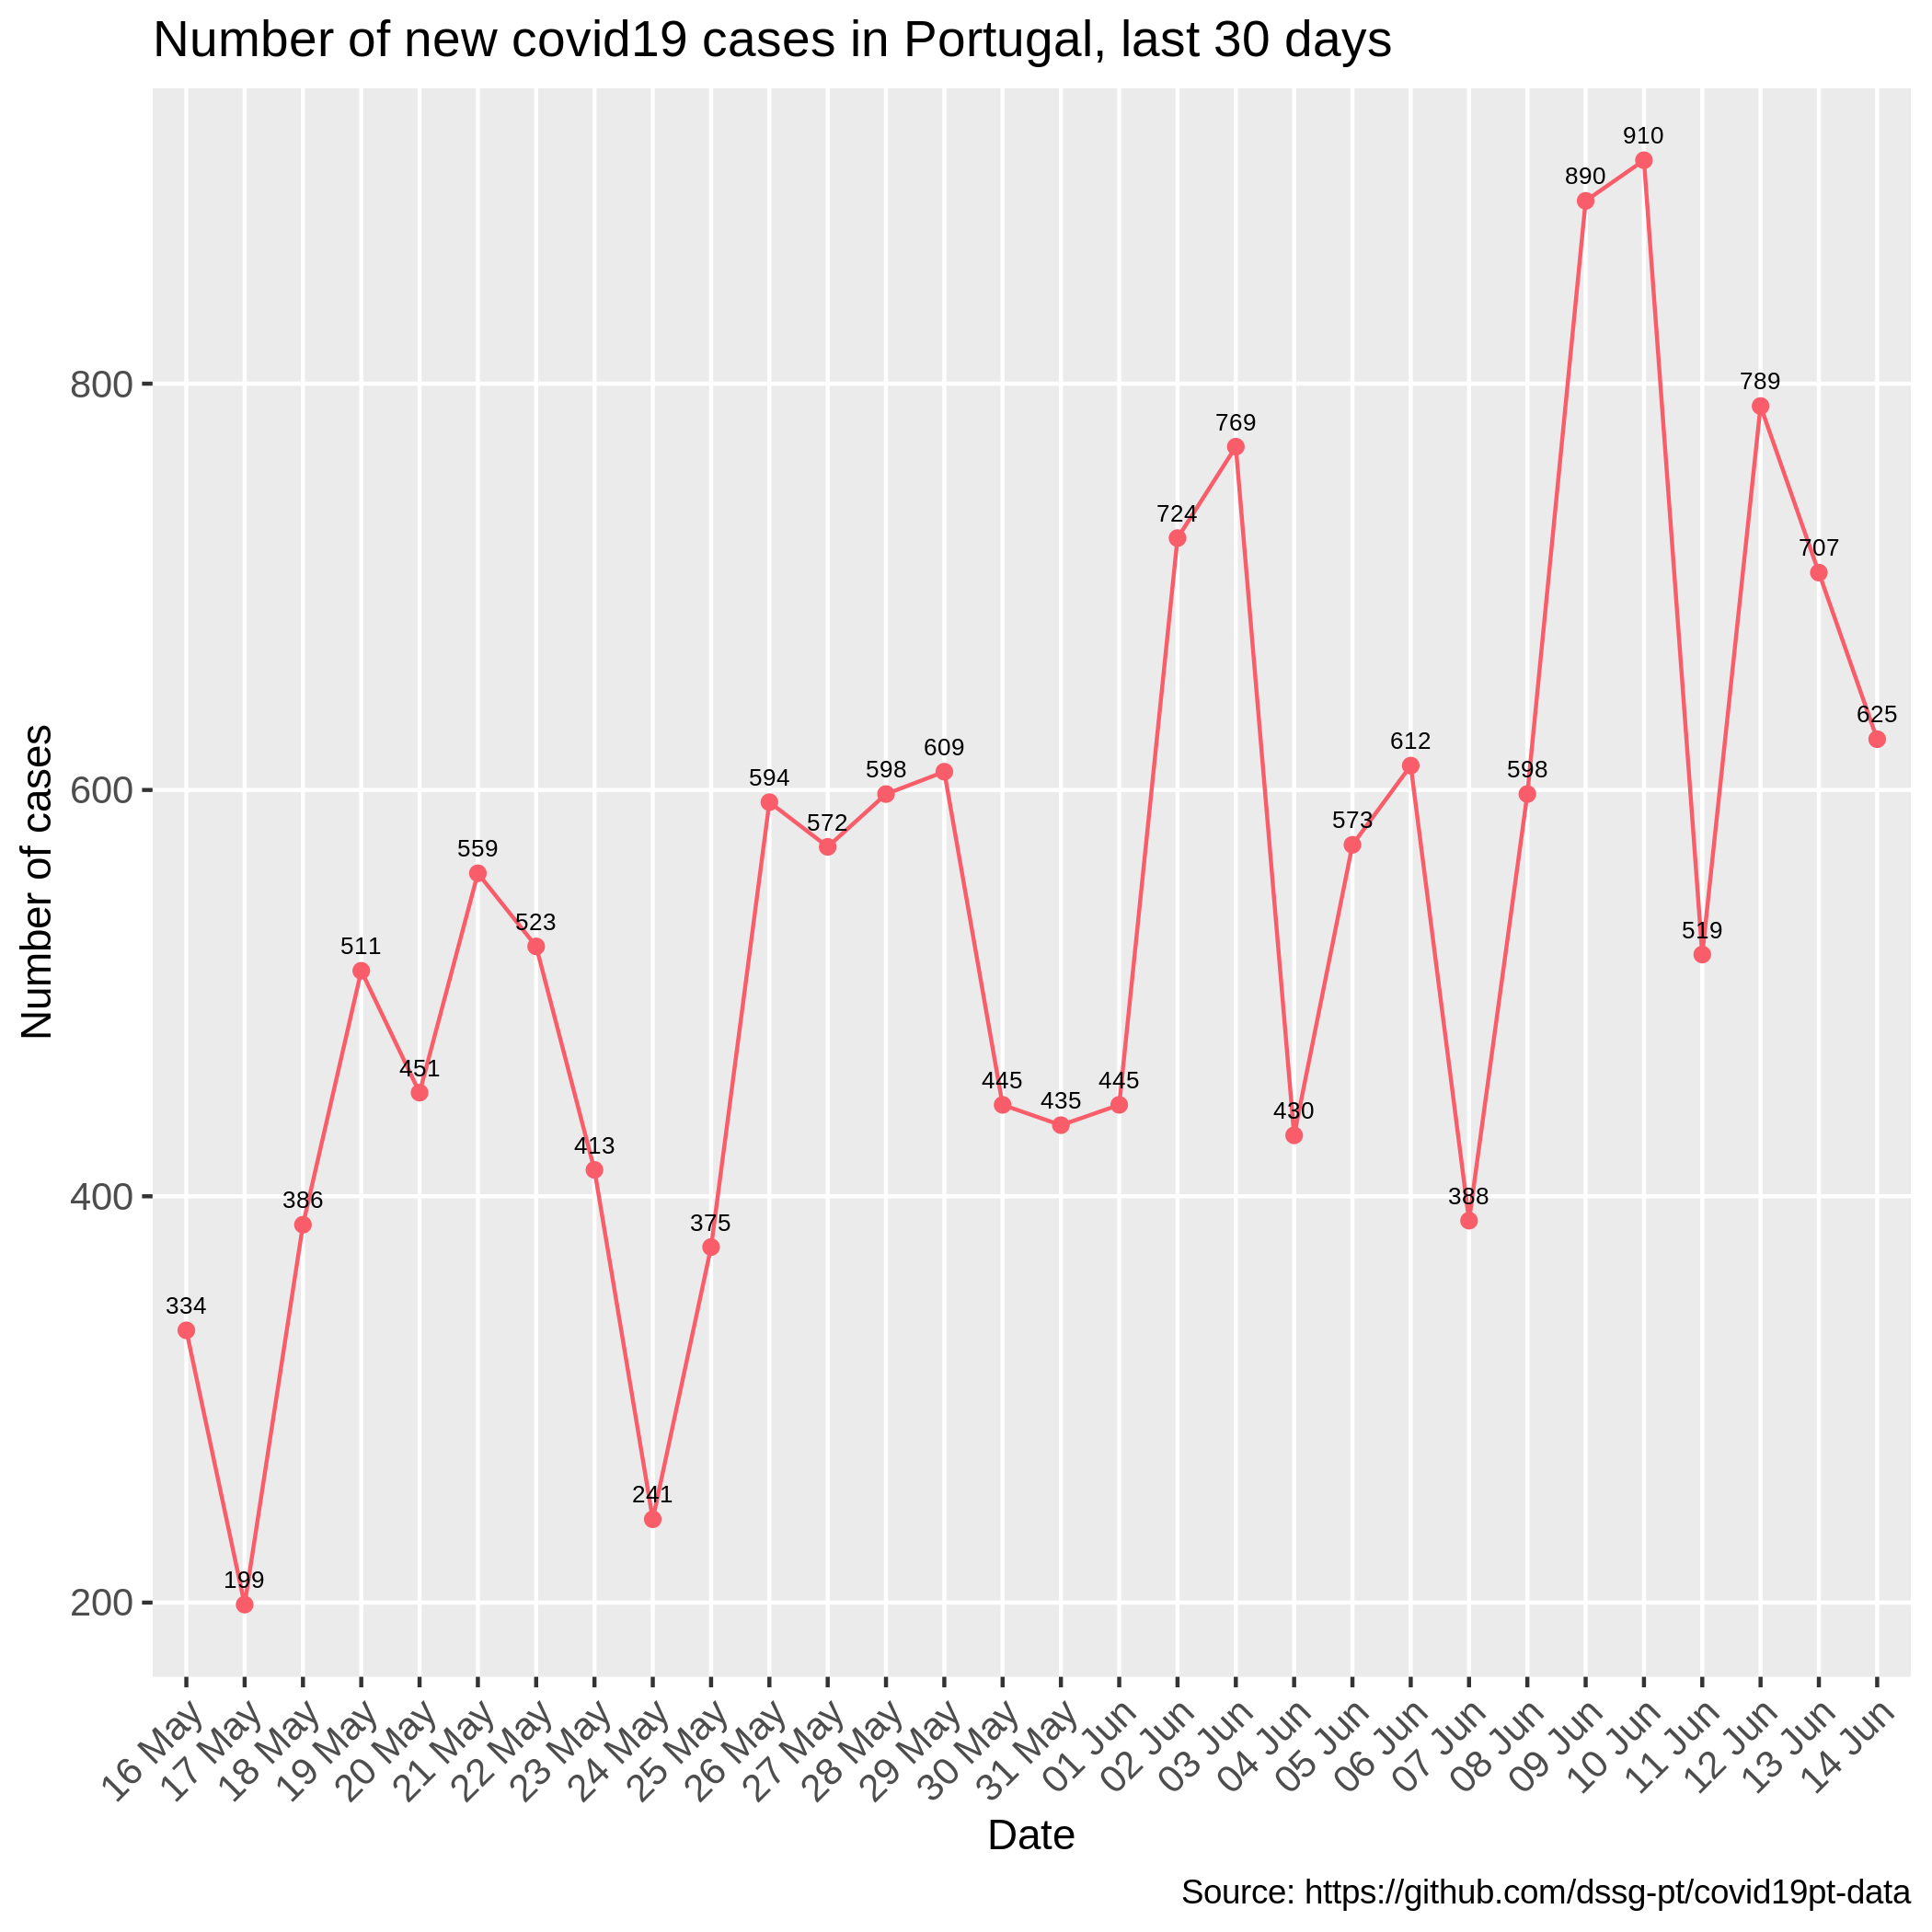 Number of new covid19 cases in Portugal, last 30 days
Number of cases
800
600
400
200
334
199
386
511
451
559
523
413
241
375
594
572
598
609
445
435
445
724
769
430
573
612
388
598
890
910
519
789
707
625
16 May
17 May
18 May
19 May
20 May
21 May
22 May
23 May
24 May
25 May
26 May
27 May
28 May
29 May
30 May
31 May
01 Jun
02 Jun
03 Jun
04 Jun
05 Jun
06 Jun
07 Jun
08 Jun
09 Jun
10 Jun
11 Jun
12 Jun
13 Jun
14 Jun
Date
Source: https://github.com/dssg-pt/covid19pt-data